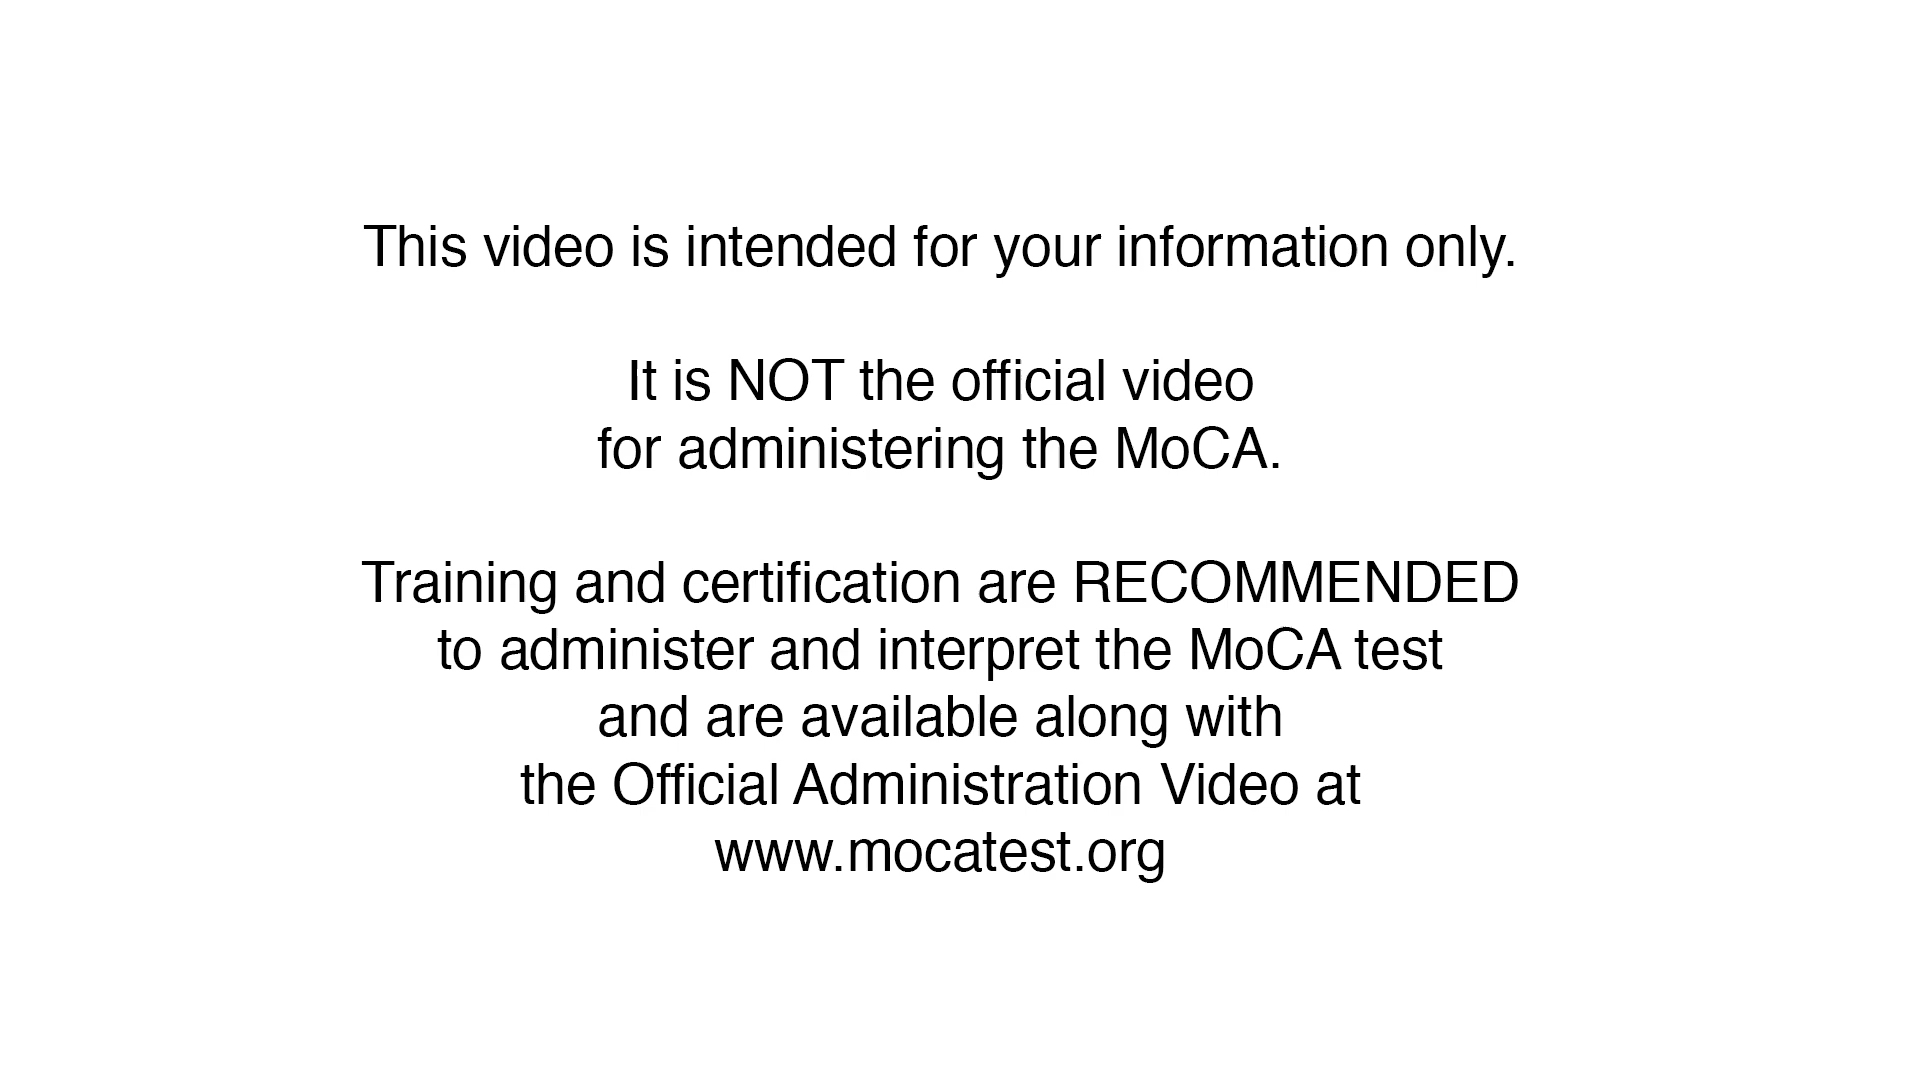 This video is intended for your information only.
It is NOT the official video
for administering the MoCA.
Training and certification are RECOMMENDED
to administer and interpret the MoCA test
and are available along with
the Official Administration Video at
www.mocatest.org